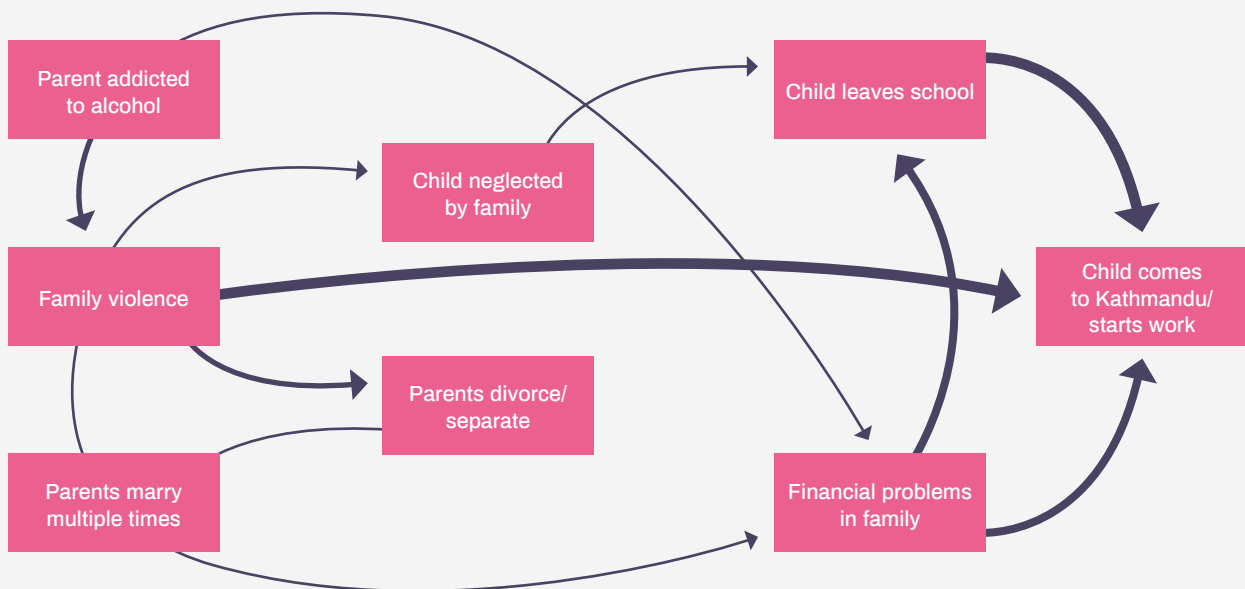 Parent addicted
to alcohol
Child leaves school
Child neglected
by family
Family violence
Child comes
to Kathmandu/
starts work
Parents divorce/
separate
Parents marry
multiple times
Financial problems
in family